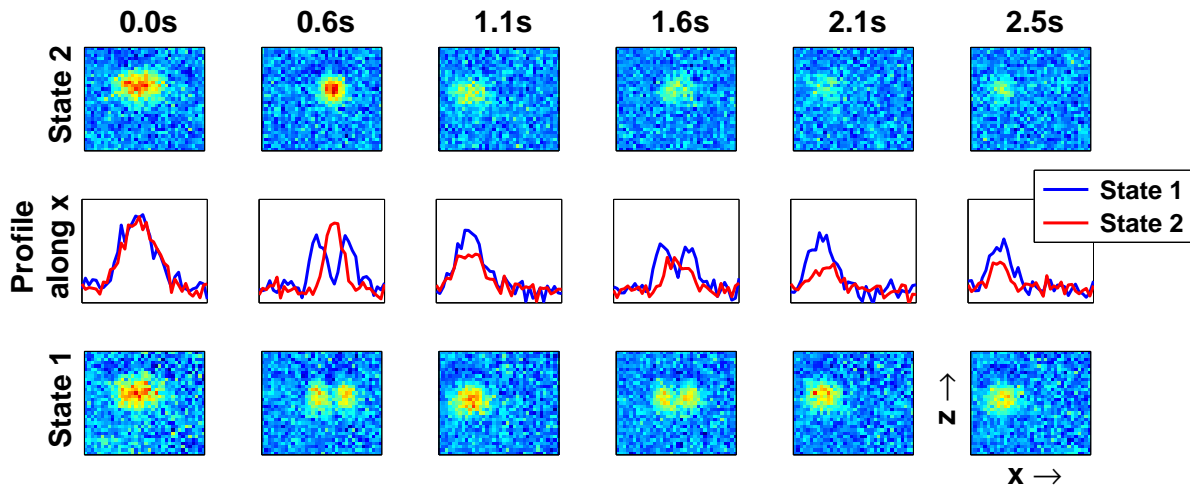 0.0s 0.6s 1.1s 1.6s 2.1s 2.5s
State 2
Profile
along x
State 1
State 2
State 1
z →
x →